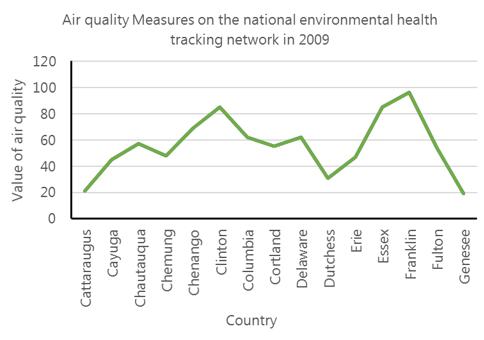 Air quality Measures on the national environmental health
tracking network in 2009
Value of air quality
120
100
80
60
40
20
0
Cattaraugus
Cayuga
Chautauqua
Chemung
Chenango
Clinton
Columbia
Cortland
Delaware
Dutchess
Erie
Essex
Franklin
Fulton
Genesee
Country